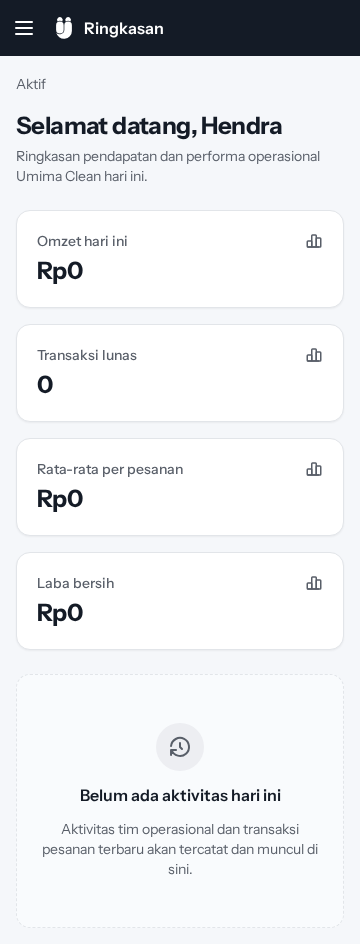 Ringkasan
Aktif
Selamat datang, Hendra
Ringkasan pendapatan dan performa operasional
Umima Clean hari ini.
Omzet hari ini
Rp0
Transaksi lunas
0
Rata-rata per pesanan
Rp0
Laba bersih
Rp0
Belum ada aktivitas hari ini
Aktivitas tim operasional dan transaksi
pesanan terbaru akan tercatat dan muncul di
sini.